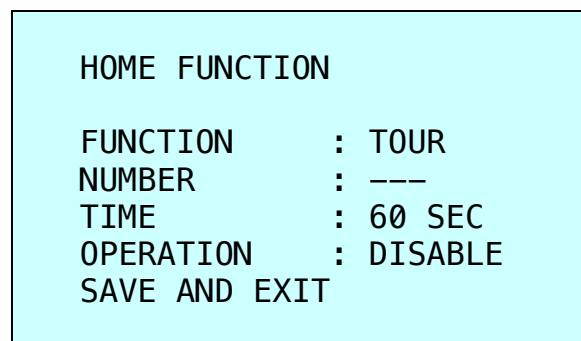 HOME FUNCTION
FUNCTION : TOUR
NUMBER : ---
TIME : 60 SEC
OPERATION : DISABLE
SAVE AND EXIT